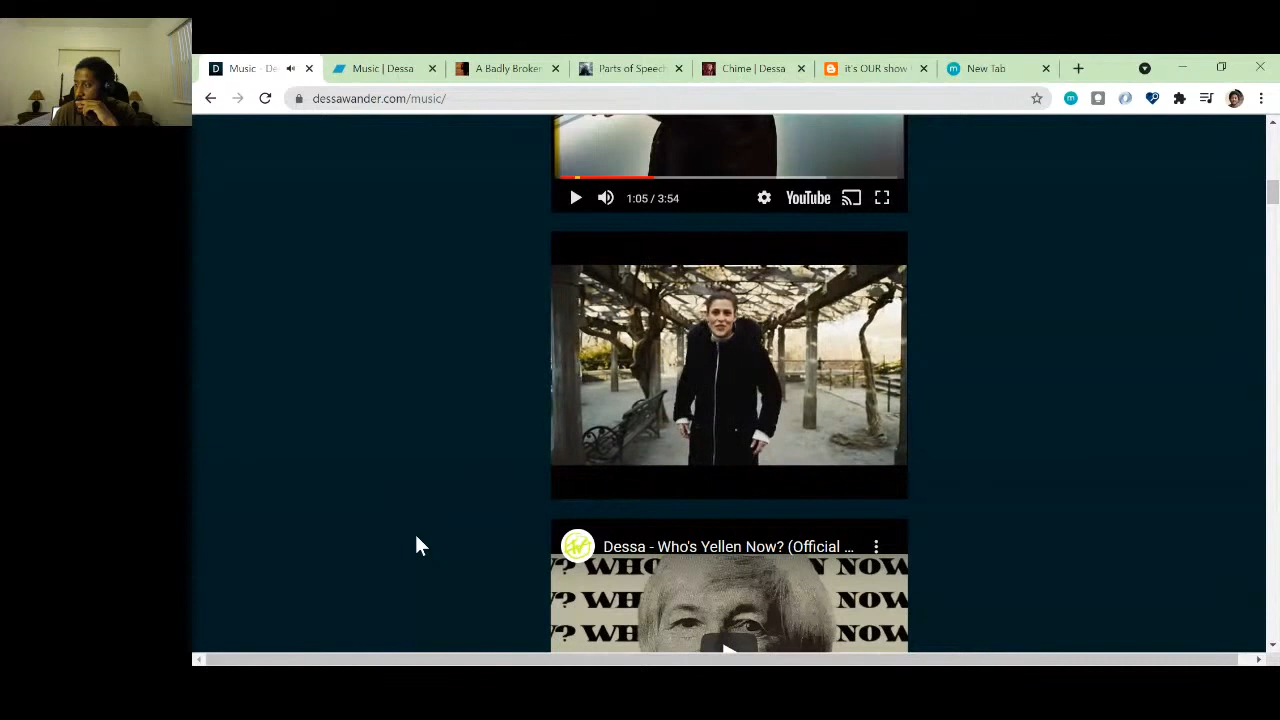 Music - De
Music | Dessa
A Badly Broken
Parts of Speech
Chime | Dessa
it's OUR show
New Tab
dessawander.com/music/
1:05 / 3:54
YouTube
Dessa - Who's Yellen Now? (Official ...
W? WHO N NOW
V? WH NOW
? WH NOW